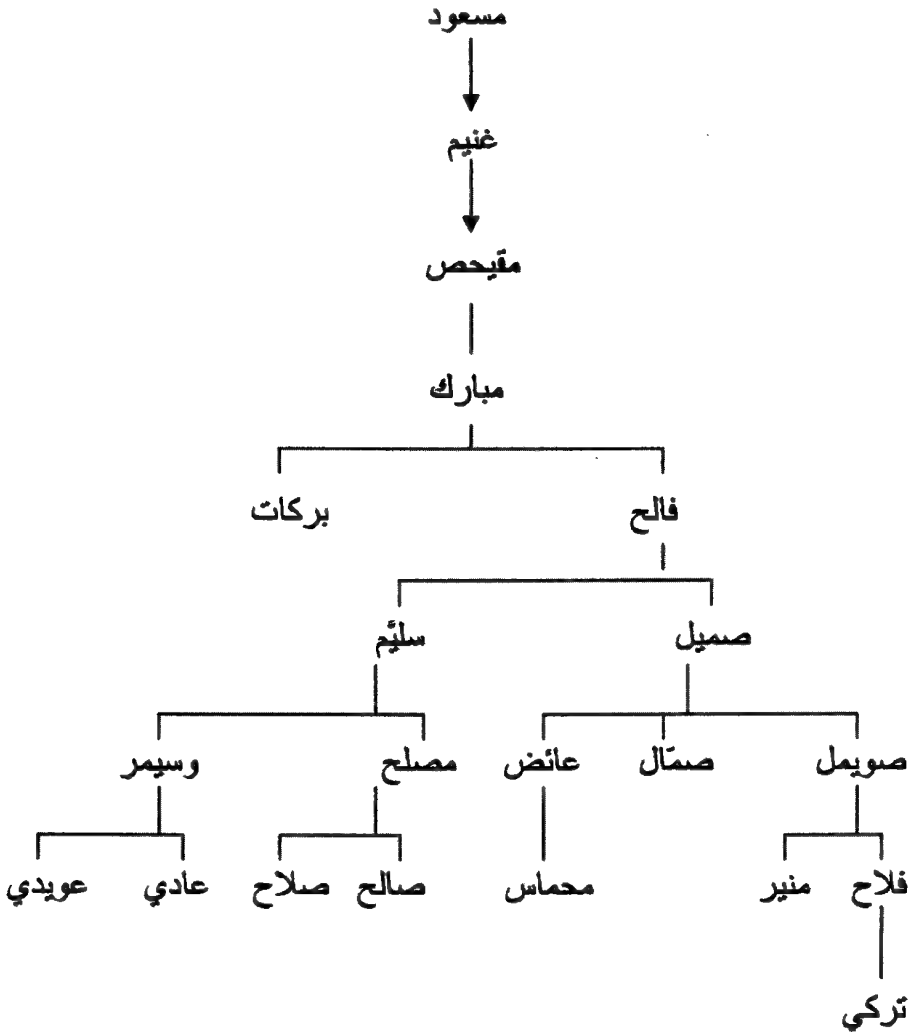 مسعود
غنيم
مقيحص
مبارك
فالح بركات
صميل سليَّم
صويمل صمّال عائض مصلح وسيمر
فلاح منير محماس صالح صلاح عادي عويدي
تركي